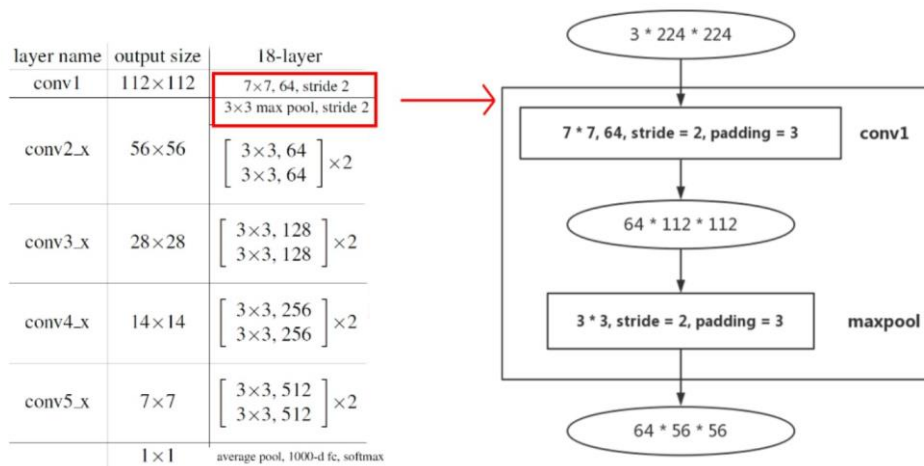 layer name output size 18-layer
conv1 112×112 7×7, 64, stride 2
3×3 max pool, stride 2
conv2_x 56×56 [3×3, 64
3×3, 64] ×2
conv3_x 28×28 [3×3, 128
3×3, 128] ×2
conv4_x 14×14 [3×3, 256
3×3, 256] ×2
conv5_x 7×7 [3×3, 512
3×3, 512] ×2
1×1 average pool, 1000-d fc, softmax
3 * 224 * 224
7 * 7, 64, stride = 2, padding = 3 conv1
64 * 112 * 112
3 * 3, stride = 2, padding = 3 maxpool
64 * 56 * 56